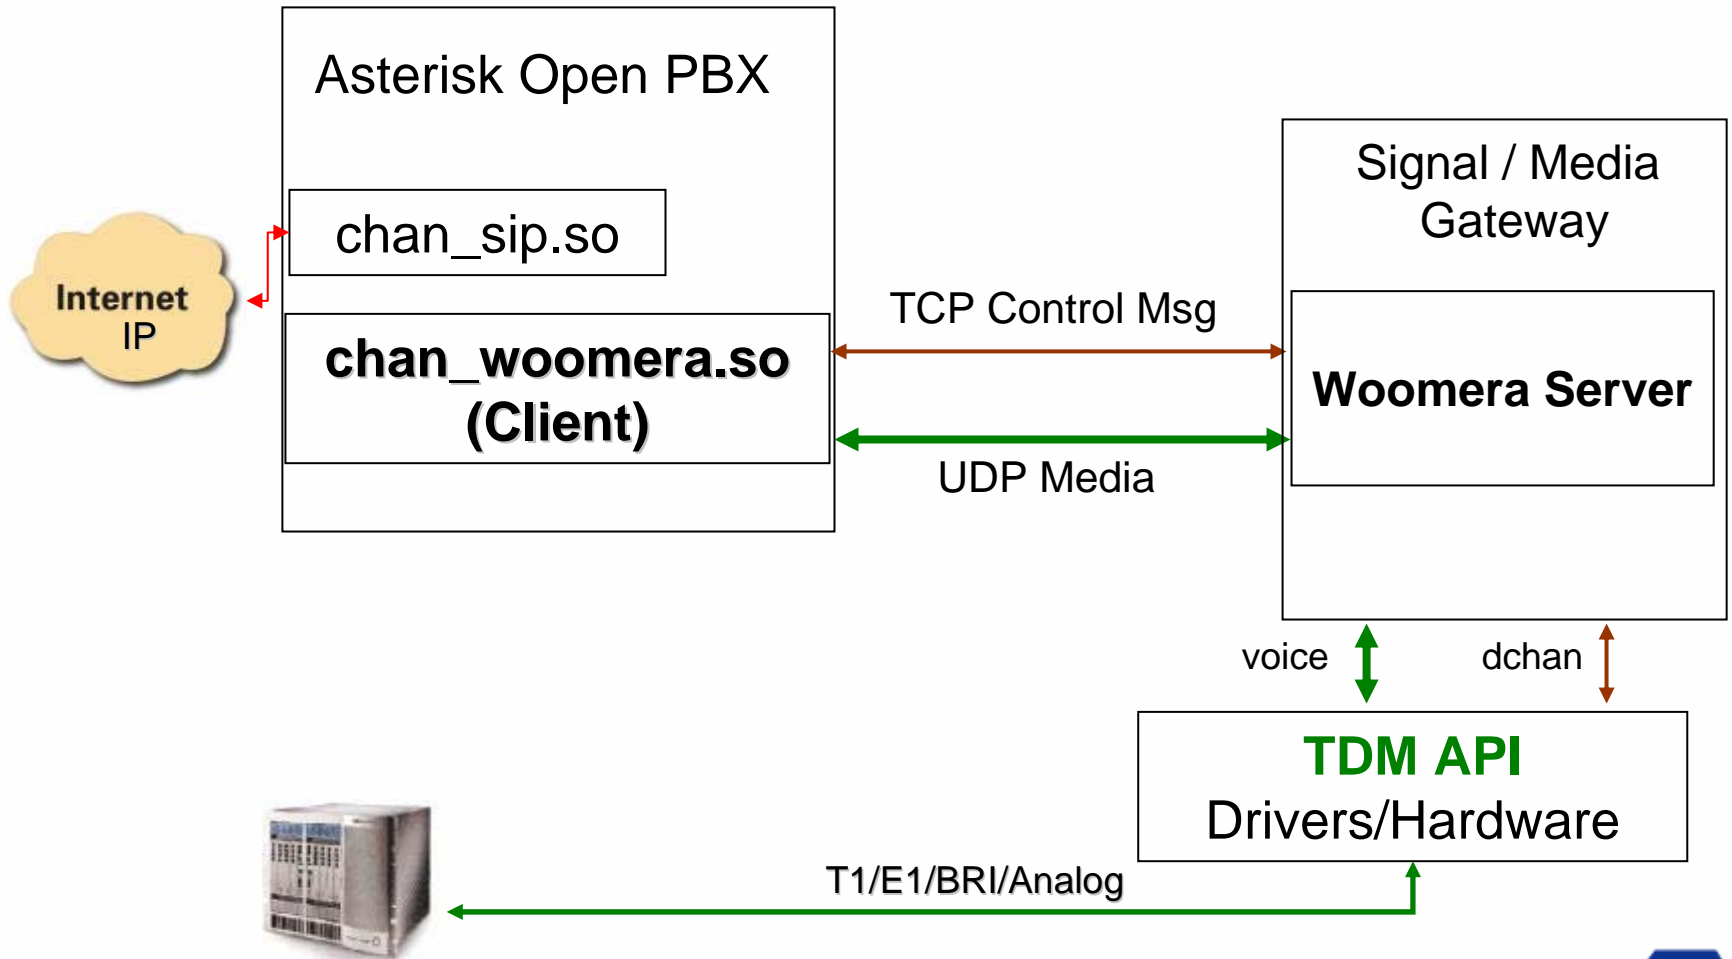 Asterisk Open PBX
chan_sip.so
Internet
IP
chan_woomera.so
(Client)
TCP Control Msg
UDP Media
Signal / Media
Gateway
Woomera Server
voice
dchan
TDM API
Drivers/Hardware
T1/E1/BRI/Analog